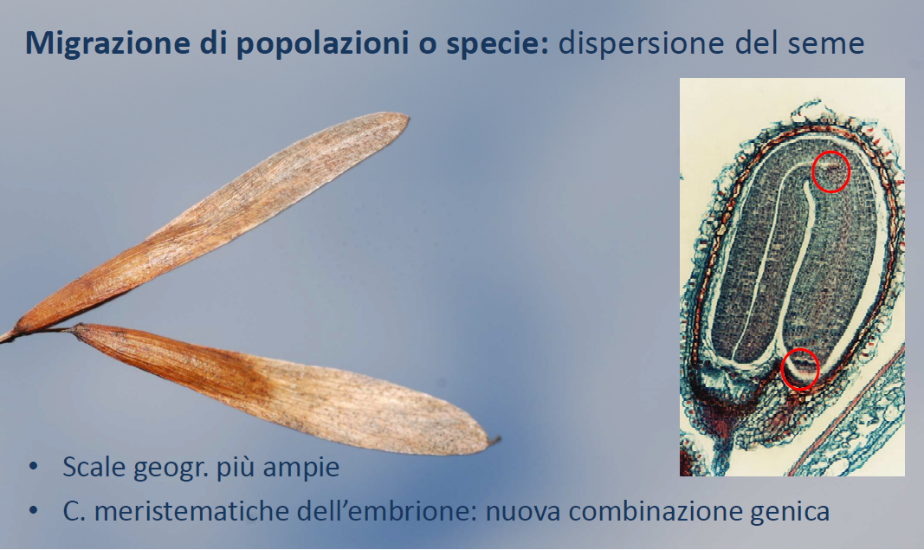 Migrazione di popolazioni o specie: dispersione del seme
• Scale geogr. più ampie
• C. meristematiche dell'embrione: nuova combinazione genica